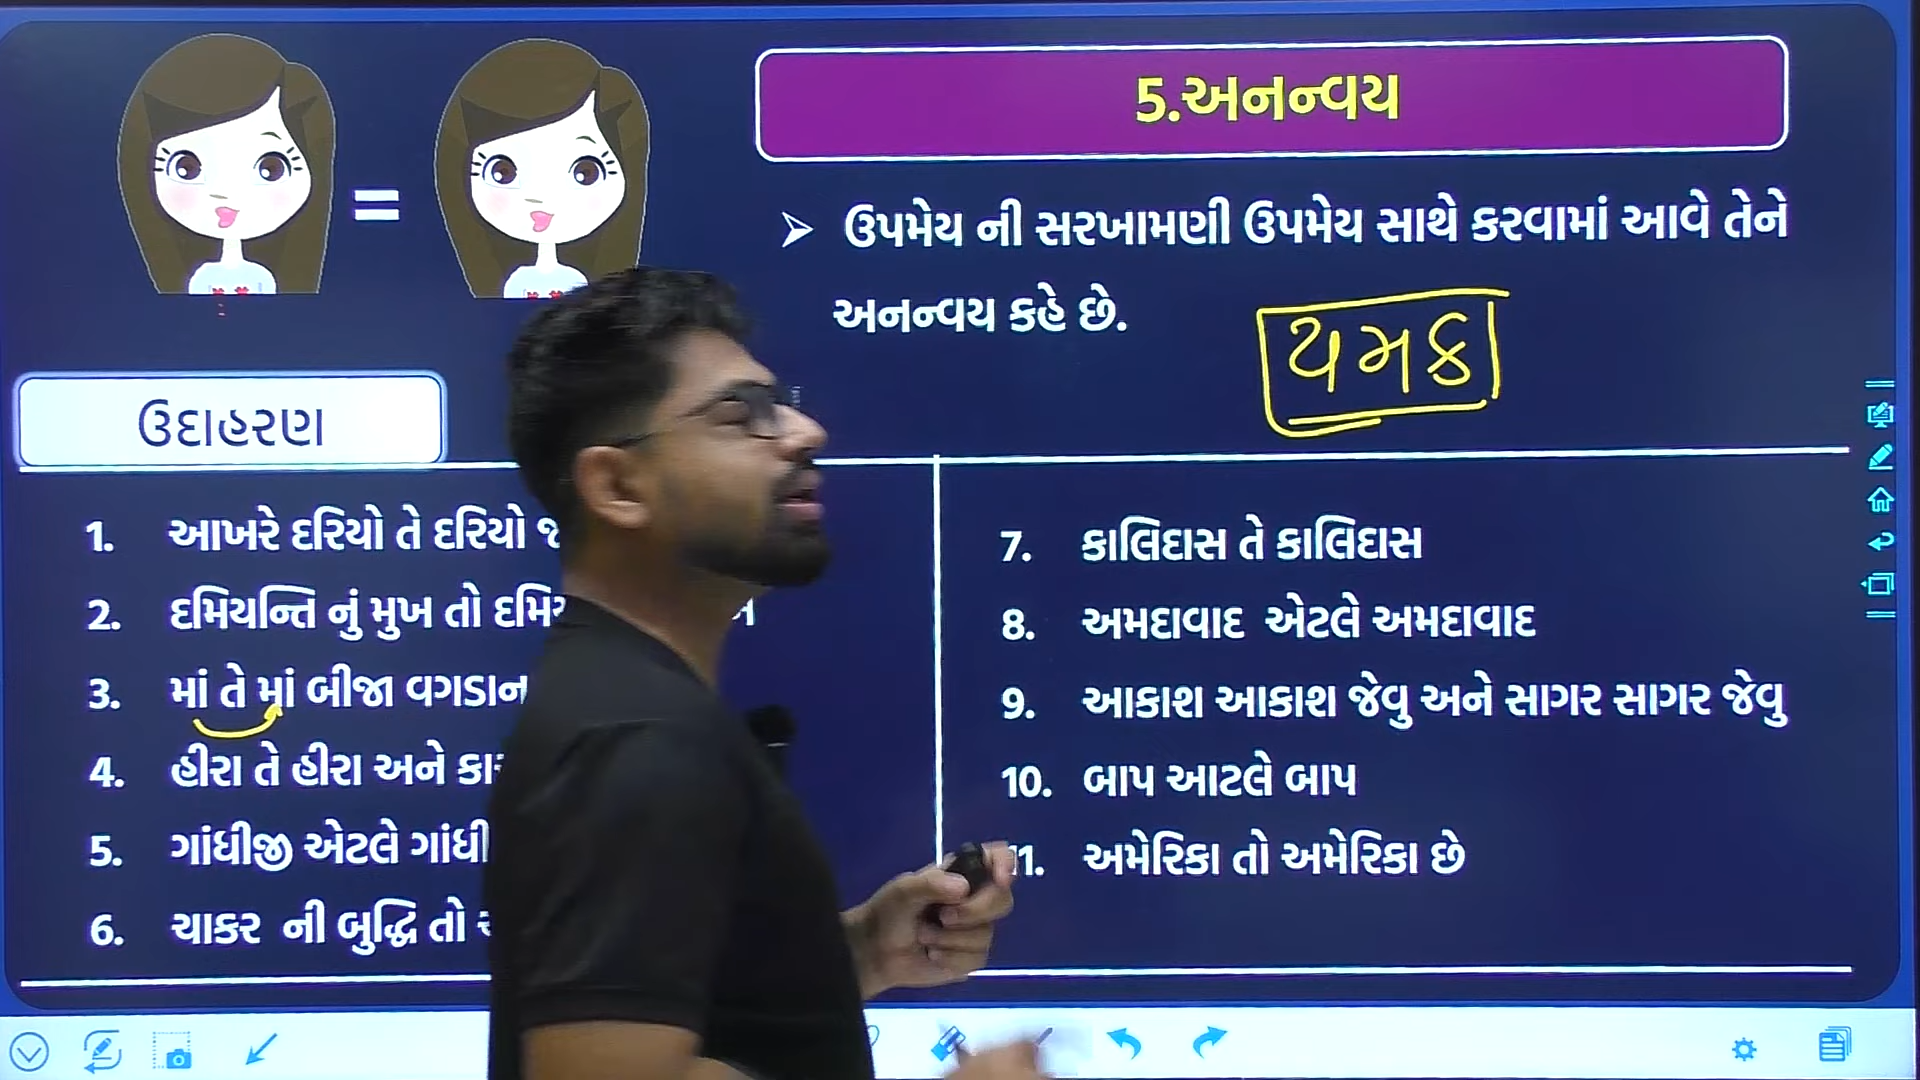 5.અનન્વય
➢ ઉપમેય ની સરખામણી ઉપમેય સાથે કરવામાં આવે તેને
અનન્વય કહે છે.
યમક
ઉદાહરણ
1. આખરે દરિયો તે દરિયો
2. દમિયન્તિ નું મુખ તો
3. માં તે માં બીજા
4. હીરા તે હીરા અને
5. ગાંધીજી એટલે
6. ચાકર ની બુદ્ધિ તો
7. કાલિદાસ તે કાલિદાસ
8. અમદાવાદ એટલે અમદાવાદ
9. આકાશ આકાશ જેવુ અને સાગર સાગર જેવુ
10. બાપ આટલે બાપ
11. અમેરિકા તો અમેરિકા છે